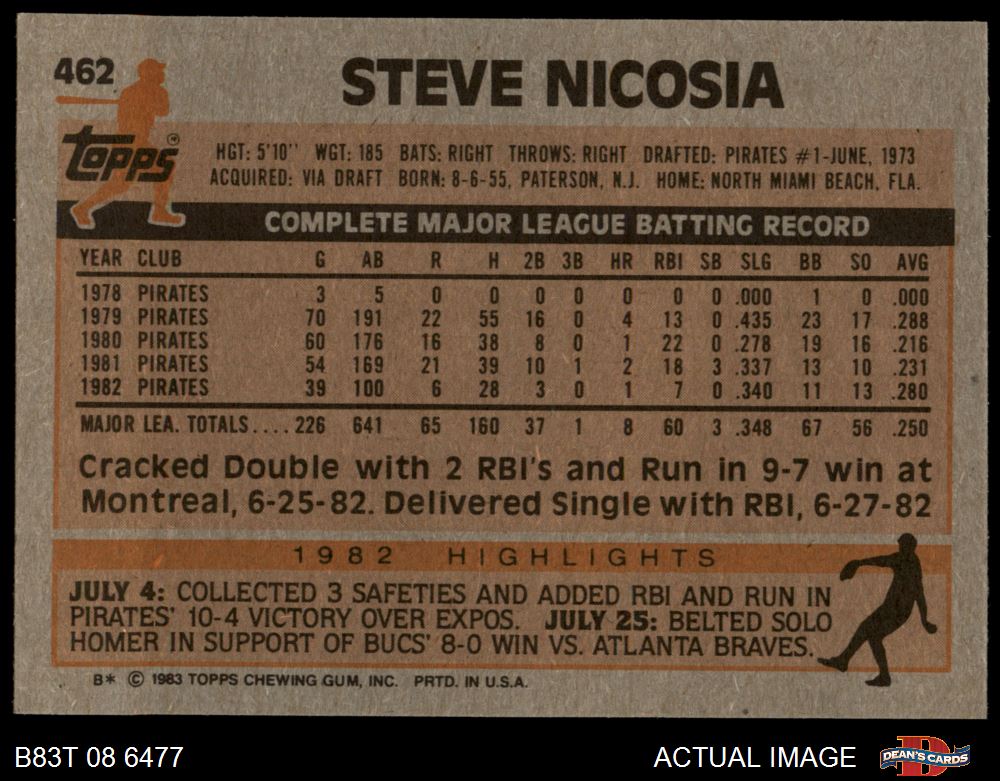 462
STEVE NICOSIA
topps®
HGT: 5'10'' WGT: 185 BATS: RIGHT THROWS: RIGHT DRAFTED: PIRATES #1-JUNE, 1973
ACQUIRED: VIA DRAFT BORN: 8-6-55, PATERSON, N.J. HOME: NORTH MIAMI BEACH, FLA.
COMPLETE MAJOR LEAGUE BATTING RECORD
YEAR CLUB G AB R H 2B 3B HR RBI SB SLG BB SO AVG
1978 PIRATES 3 5 0 0 0 0 0 0 0 .000 1 0 .000
1979 PIRATES 70 191 22 55 16 0 4 13 0 .435 23 17 .288
1980 PIRATES 60 176 16 38 8 0 1 22 0 .278 19 16 .216
1981 PIRATES 54 169 21 39 10 1 2 18 3 .337 13 10 .231
1982 PIRATES 39 100 6 28 3 0 1 7 0 .340 11 13 .280
MAJOR LEA. TOTALS....226 641 65 160 37 1 8 60 3 .348 67 56 .250
Cracked Double with 2 RBI's and Run in 9-7 win at
Montreal, 6-25-82. Delivered Single with RBI, 6-27-82
1982 HIGHLIGHTS
JULY 4: COLLECTED 3 SAFETIES AND ADDED RBI AND RUN IN
PIRATES' 10-4 VICTORY OVER EXPOS. JULY 25: BELTED SOLO
HOMER IN SUPPORT OF BUCS' 8-0 WIN VS. ATLANTA BRAVES.
B* © 1983 TOPPS CHEWING GUM, INC. PRTD. IN U.S.A.
B83T 08 6477
ACTUAL IMAGE
DEAN'S CARDS